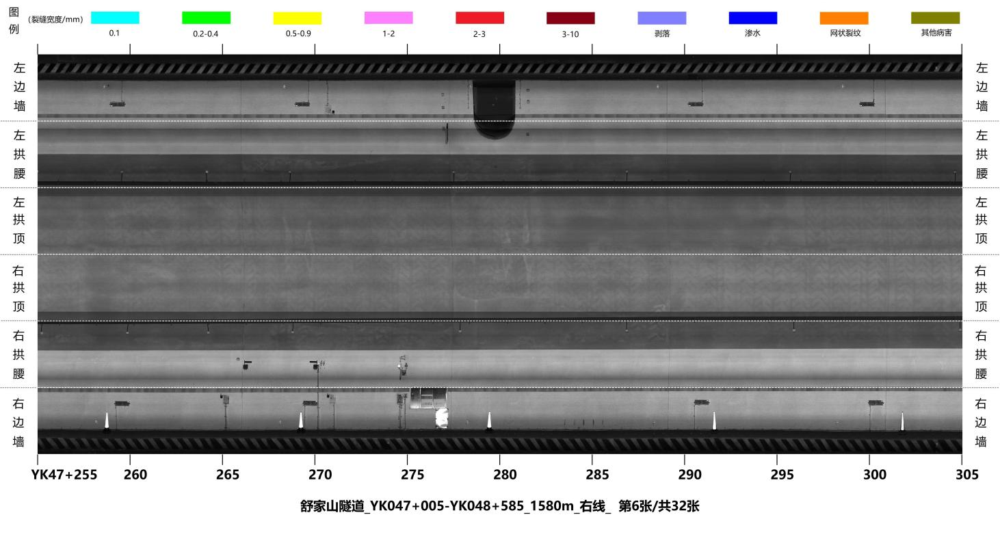 图例 (裂缝宽度/mm) 0.1 0.2-0.4 0.5-0.9 1-2 2-3 3-10 剥落 渗水 网状裂纹 其他病害
左边墙 左边墙
左拱腰 左拱腰
左拱顶 左拱顶
右拱顶 右拱顶
右拱腰 右拱腰
右边墙 右边墙
YK47+255 260 265 270 275 280 285 290 295 300 305
舒家山隧道_YK047+005-YK048+585_1580m_右线_ 第6张/共32张